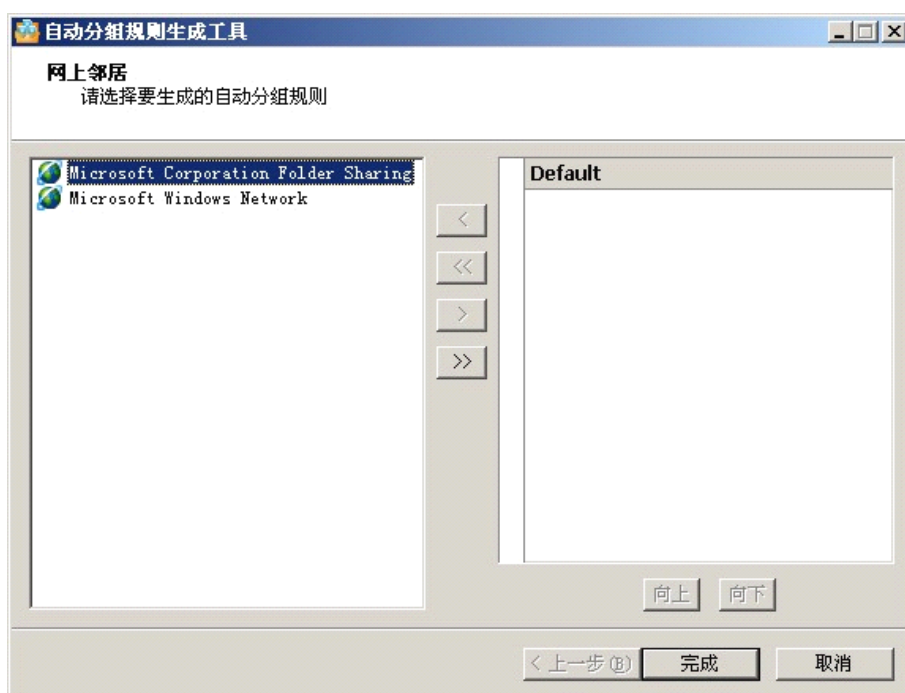 自动分组规则生成工具
网上邻居
请选择要生成的自动分组规则
Microsoft Corporation Folder Sharing
Microsoft Windows Network
<
<<
>
>>
Default
向上
向下
< 上一步(B)
完成
取消